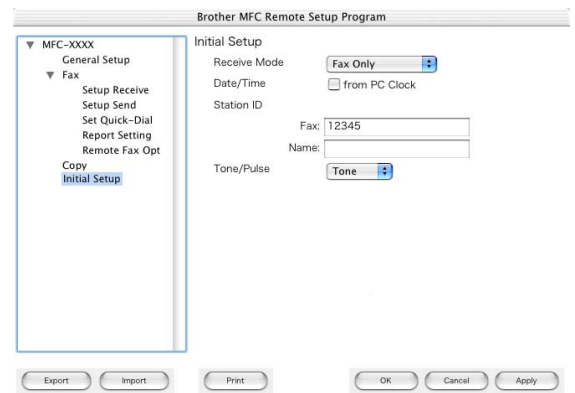 Brother MFC Remote Setup Program
MFC-XXXX
General Setup
Fax
Setup Receive
Setup Send
Set Quick-Dial
Report Setting
Remote Fax Opt
Copy
Initial Setup
Initial Setup
Receive Mode Fax Only
Date/Time from PC Clock
Station ID
Fax: 12345
Name:
Tone/Pulse Tone
Export Import Print OK Cancel Apply